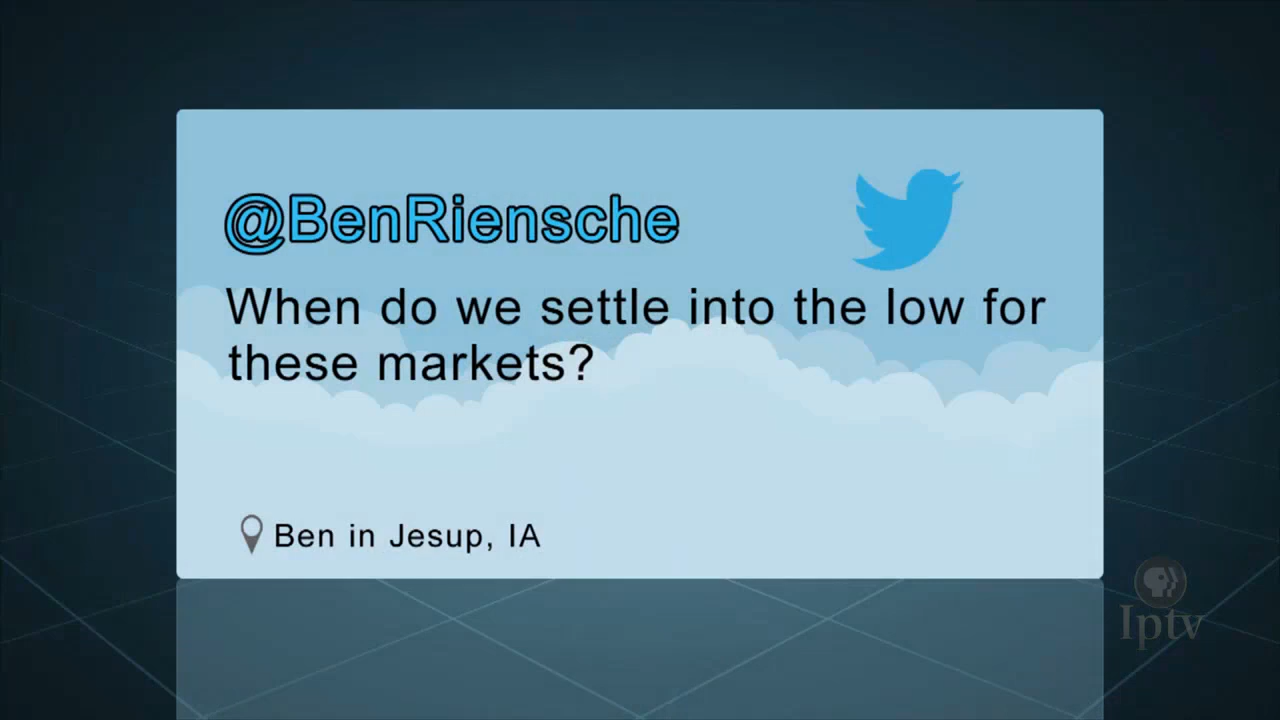 @BenRiensche
When do we settle into the low for
these markets?
Ben in Jesup, IA
Iptv